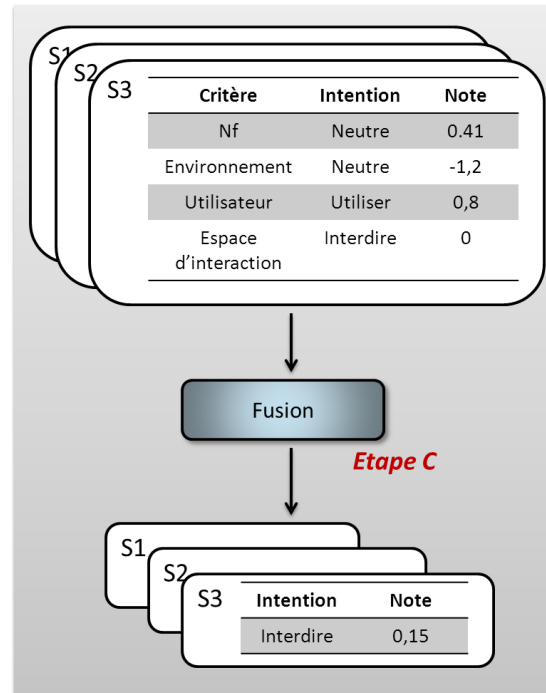 S1
S2
S3
Critère Intention Note
Nf Neutre 0.41
Environnement Neutre -1,2
Utilisateur Utiliser 0,8
Espace d'interaction Interdire 0
Fusion
Etape C
S1
S2
S3
Intention Note
Interdire 0,15